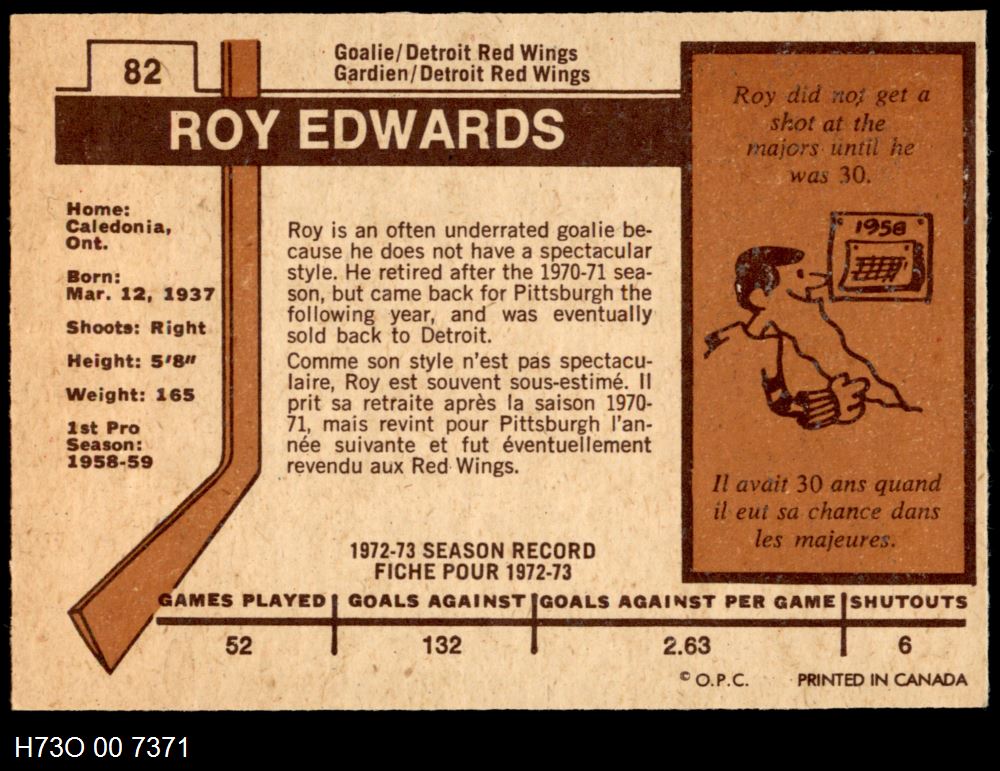 82
Goalie/Detroit Red Wings
Gardien/Detroit Red Wings
ROY EDWARDS
Home:
Caledonia,
Ont.
Born:
Mar. 12, 1937
Shoots: Right
Height: 5'8"
Weight: 165
1st Pro
Season:
1958-59
Roy is an often underrated goalie be-
cause he does not have a spectacular
style. He retired after the 1970-71 sea-
son, but came back for Pittsburgh the
following year, and was eventually
sold back to Detroit.
Comme son style n'est pas spectacu-
laire, Roy est souvent sous-estimé. Il
prit sa retraite après la saison 1970-
71, mais revint pour Pittsburgh l'an-
née suivante et fut éventuellement
revendu aux Red Wings.
Roy did not get a
shot at the
majors until he
was 30.
1958
Il avait 30 ans quand
il eut sa chance dans
les majeures.
1972-73 SEASON RECORD
FICHE POUR 1972-73
GAMES PLAYED GOALS AGAINST GOALS AGAINST PER GAME SHUTOUTS
52 132 2.63 6
© O.P.C. PRINTED IN CANADA
H73O 00 7371